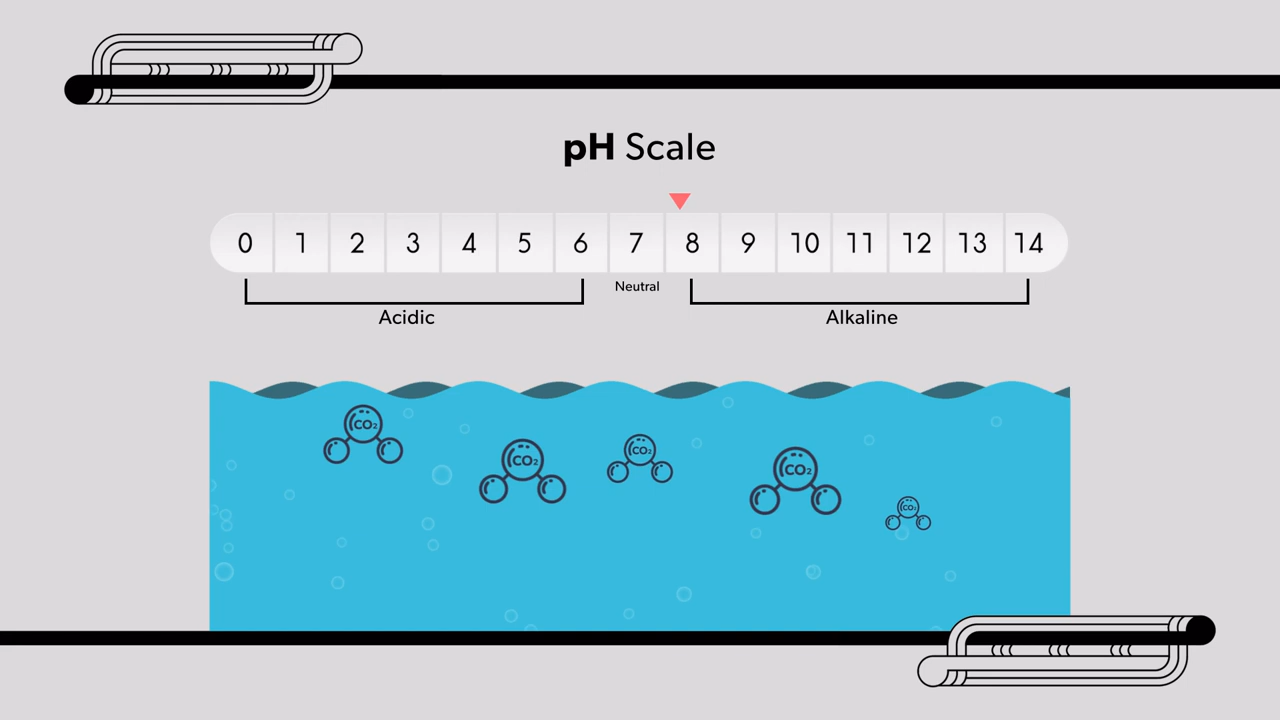 pH Scale
0 1 2 3 4 5 6 7 8 9 10 11 12 13 14
Neutral
Acidic Alkaline
CO₂
CO₂
CO₂
CO₂
CO₂